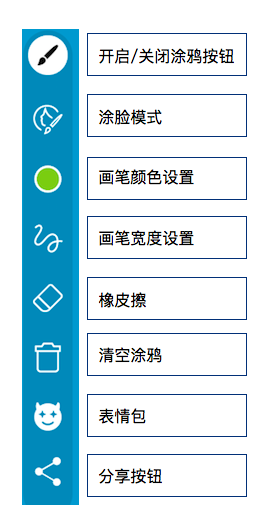 开启/关闭涂鸦按钮
涂脸模式
画笔颜色设置
画笔宽度设置
橡皮擦
清空涂鸦
表情包
分享按钮